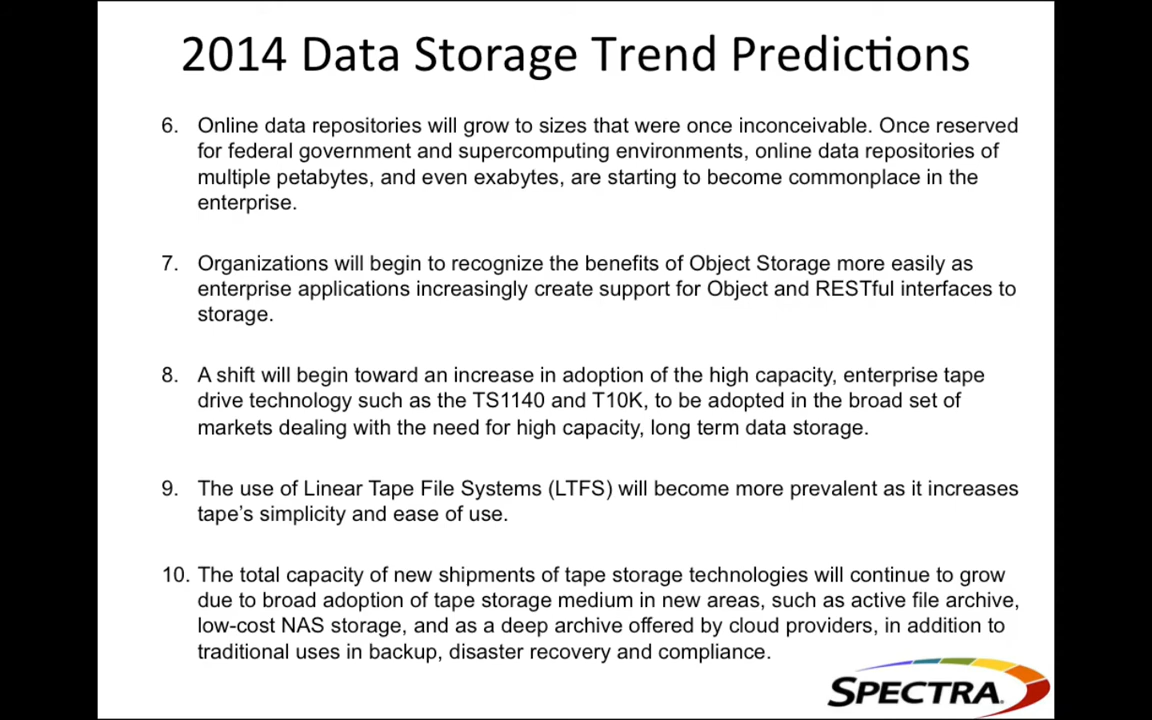 2014 Data Storage Trend Predictions
6. Online data repositories will grow to sizes that were once inconceivable. Once reserved
for federal government and supercomputing environments, online data repositories of
multiple petabytes, and even exabytes, are starting to become commonplace in the
enterprise.
7. Organizations will begin to recognize the benefits of Object Storage more easily as
enterprise applications increasingly create support for Object and RESTful interfaces to
storage.
8. A shift will begin toward an increase in adoption of the high capacity, enterprise tape
drive technology such as the TS1140 and T10K, to be adopted in the broad set of
markets dealing with the need for high capacity, long term data storage.
9. The use of Linear Tape File Systems (LTFS) will become more prevalent as it increases
tape’s simplicity and ease of use.
10. The total capacity of new shipments of tape storage technologies will continue to grow
due to broad adoption of tape storage medium in new areas, such as active file archive,
low-cost NAS storage, and as a deep archive offered by cloud providers, in addition to
traditional uses in backup, disaster recovery and compliance.
SPECTRA